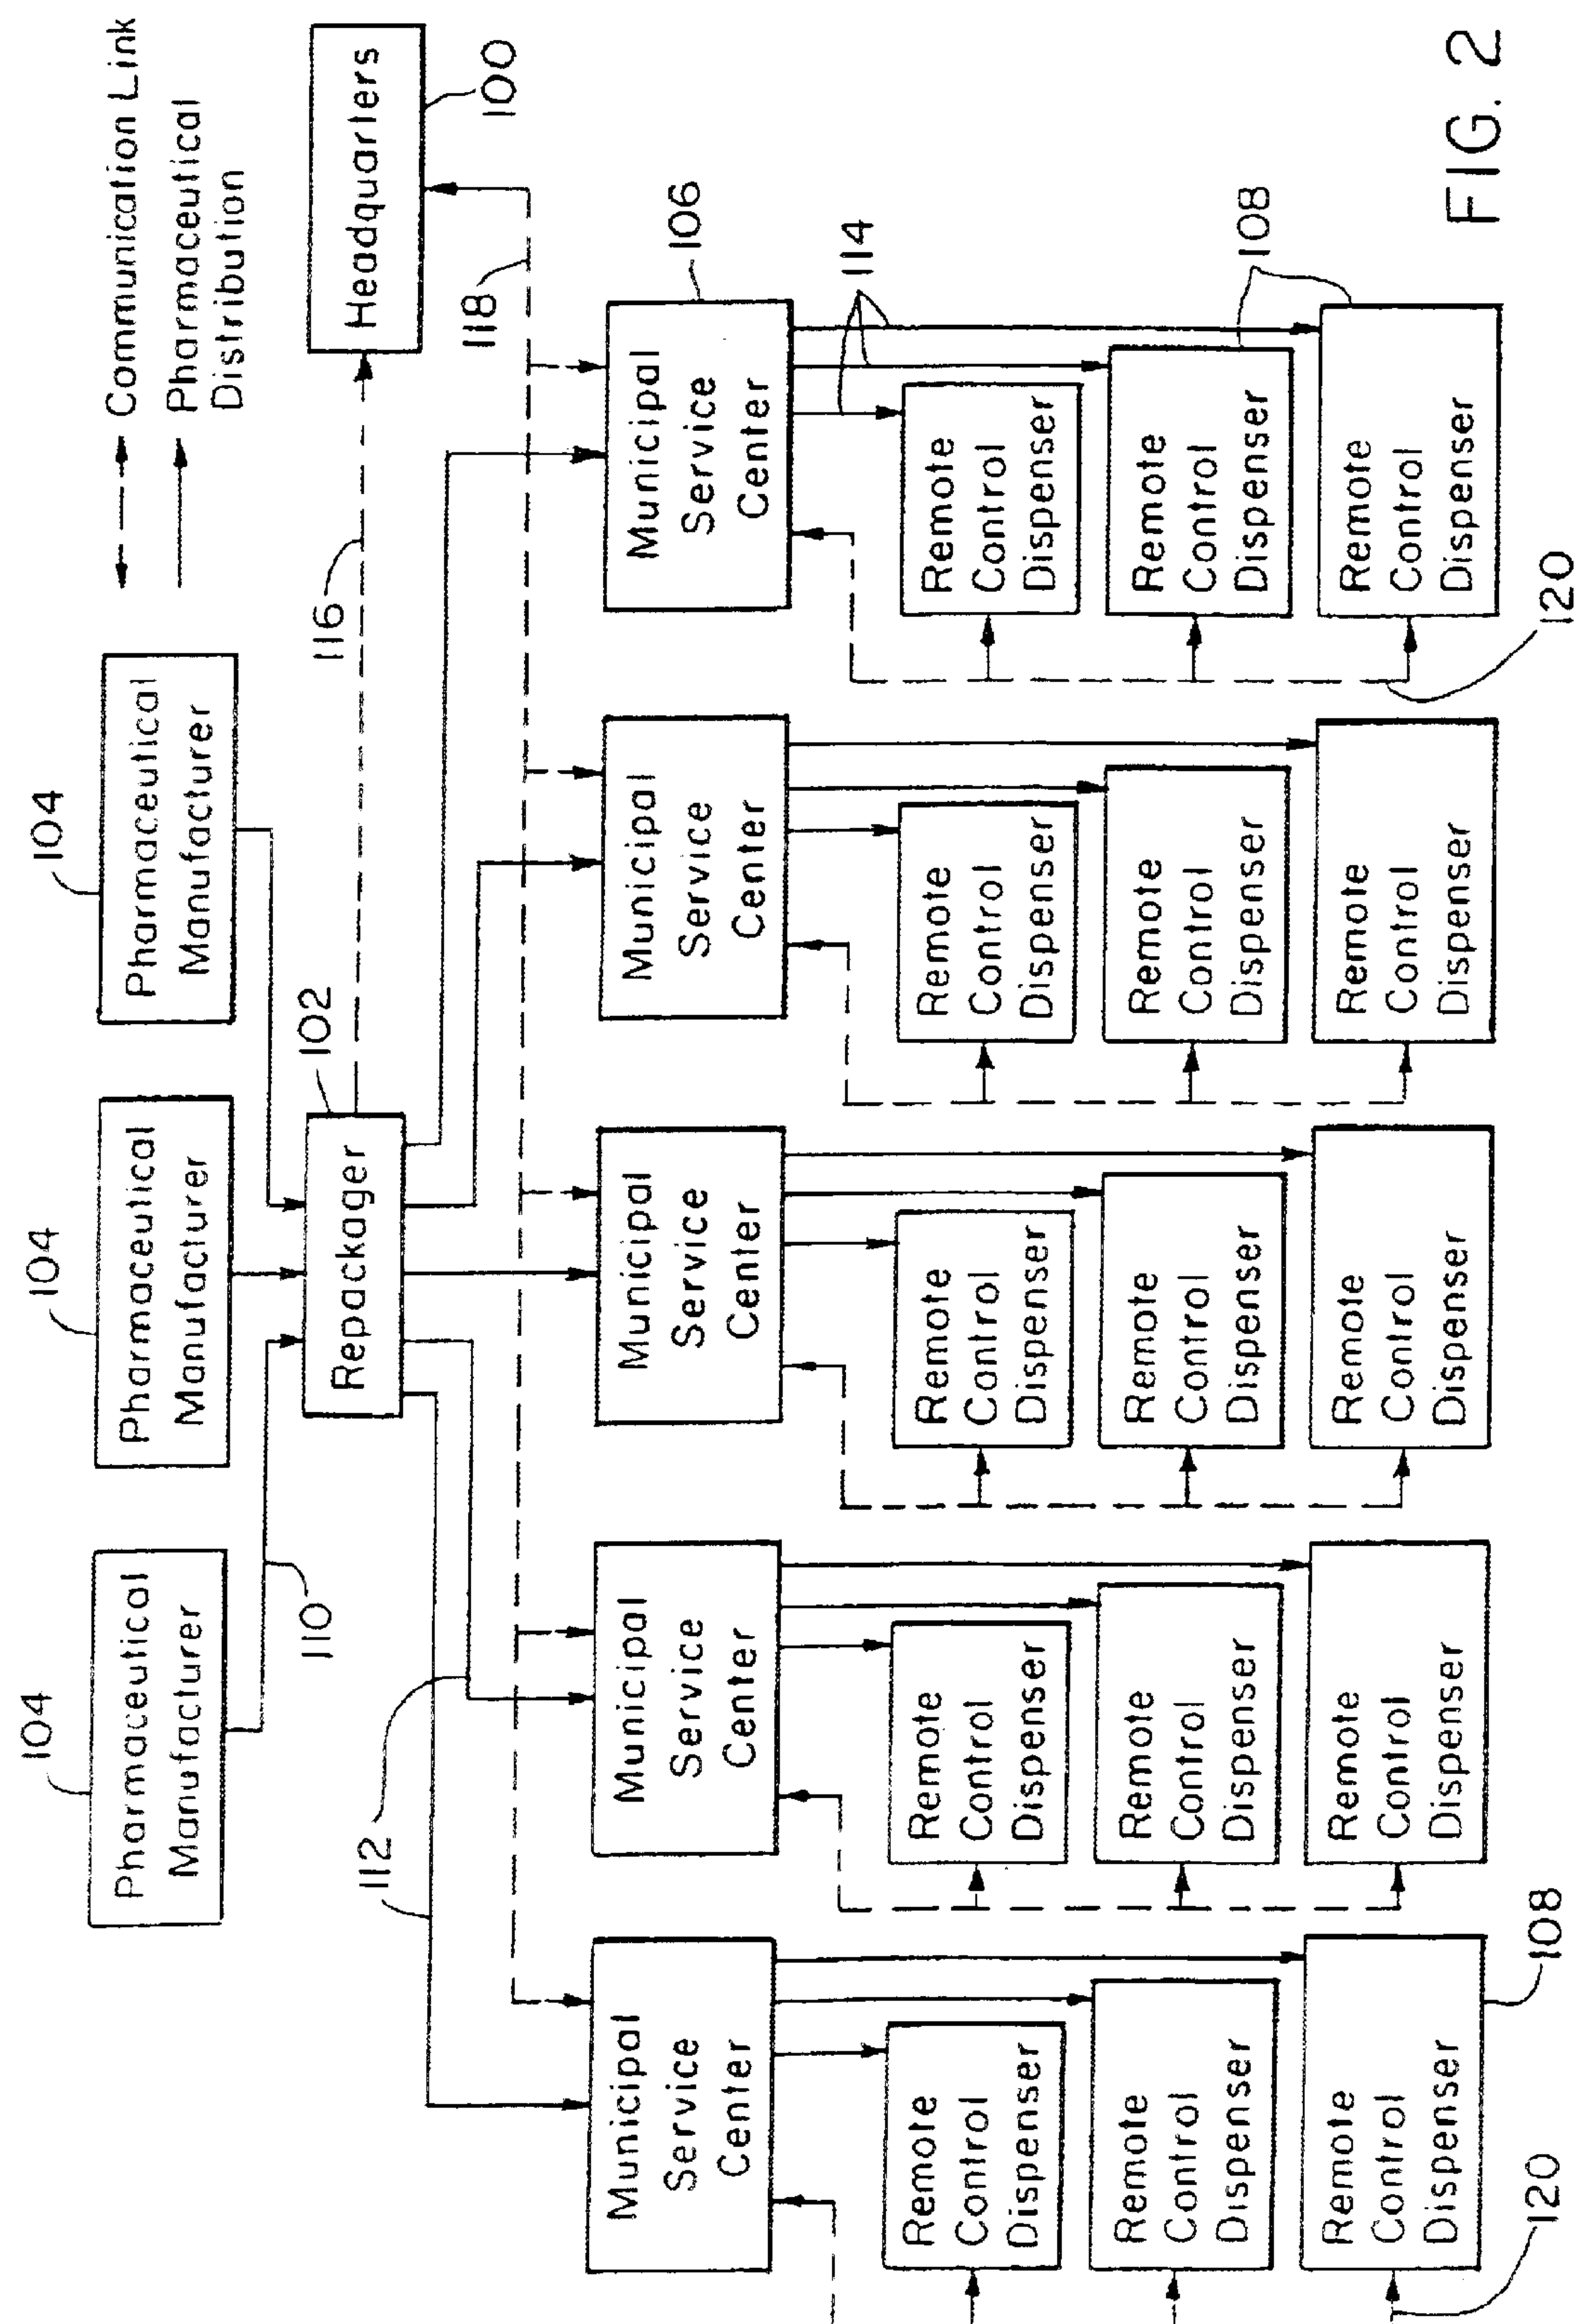 Communication Link
Pharmaceutical
Distribution
104
104
104
Pharmaceutical
Manufacturer
Pharmaceutical
Manufacturer
Pharmaceutical
Manufacturer
110
102
Repackager
116
Headquarters
100
112
118
Municipal
Service
Center
Municipal
Service
Center
Municipal
Service
Center
Municipal
Service
Center
Municipal
Service
Center
106
114
Remote
Control
Dispenser
Remote
Control
Dispenser
Remote
Control
Dispenser
Remote
Control
Dispenser
Remote
Control
Dispenser
Remote
Control
Dispenser
Remote
Control
Dispenser
Remote
Control
Dispenser
Remote
Control
Dispenser
Remote
Control
Dispenser
108
Remote
Control
Dispenser
Remote
Control
Dispenser
Remote
Control
Dispenser
Remote
Control
Dispenser
Remote
Control
Dispenser
120
108
120
FIG. 2